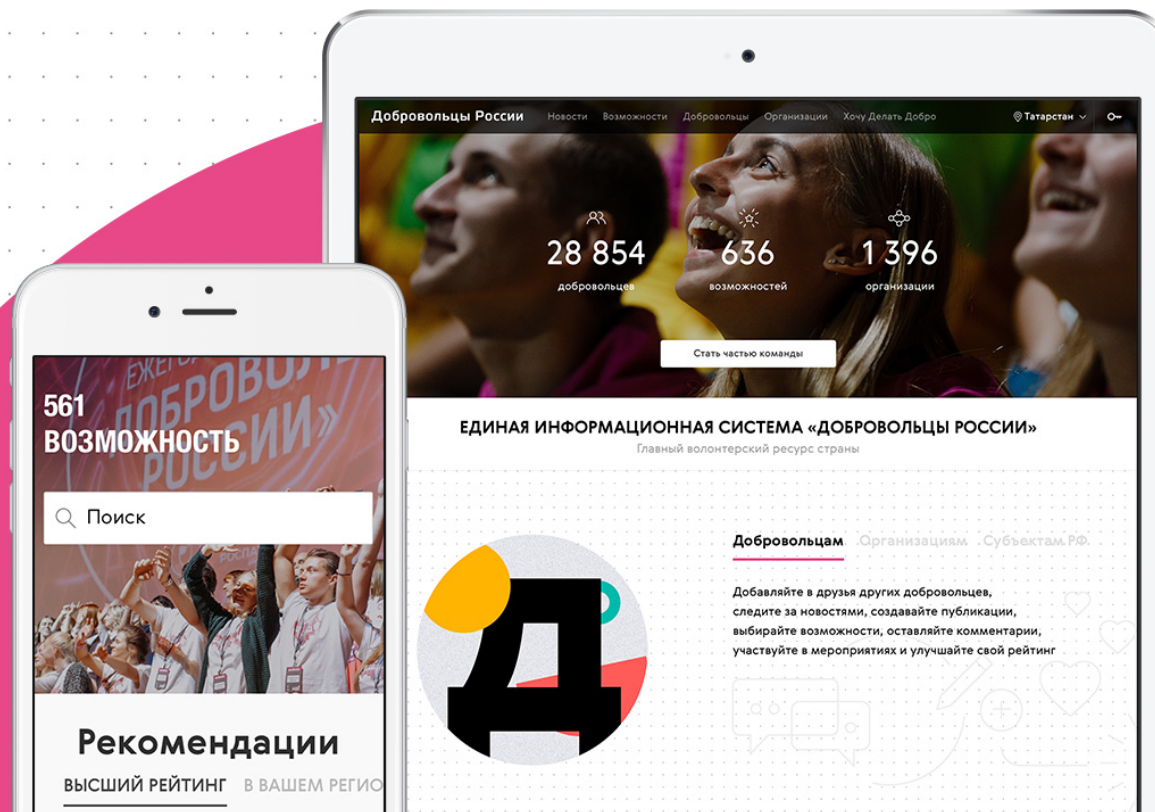 Добровольцы России Новости Возможности Добровольцы Организации Хочу Делать Добро Татарстан
28 854 636 1 396
добровольцев возможностей организации
Стать частью команды
ЕДИНАЯ ИНФОРМАЦИОННАЯ СИСТЕМА «ДОБРОВОЛЬЦЫ РОССИИ»
Главный волонтерский ресурс страны
Добровольцам Организациям Субъектам РФ
Добавляйте в друзья других добровольцев,
следите за новостями, создавайте публикации,
выбирайте возможности, оставляйте комментарии,
участвуйте в мероприятиях и улучшайте свой рейтинг
Д
ЕЖЕГО
ДОБРОВОЛ
РОССИИ»
561
ВОЗМОЖНОСТЬ
Поиск
Рекомендации
ВЫСШИЙ РЕЙТИНГ В ВАШЕМ РЕГИО